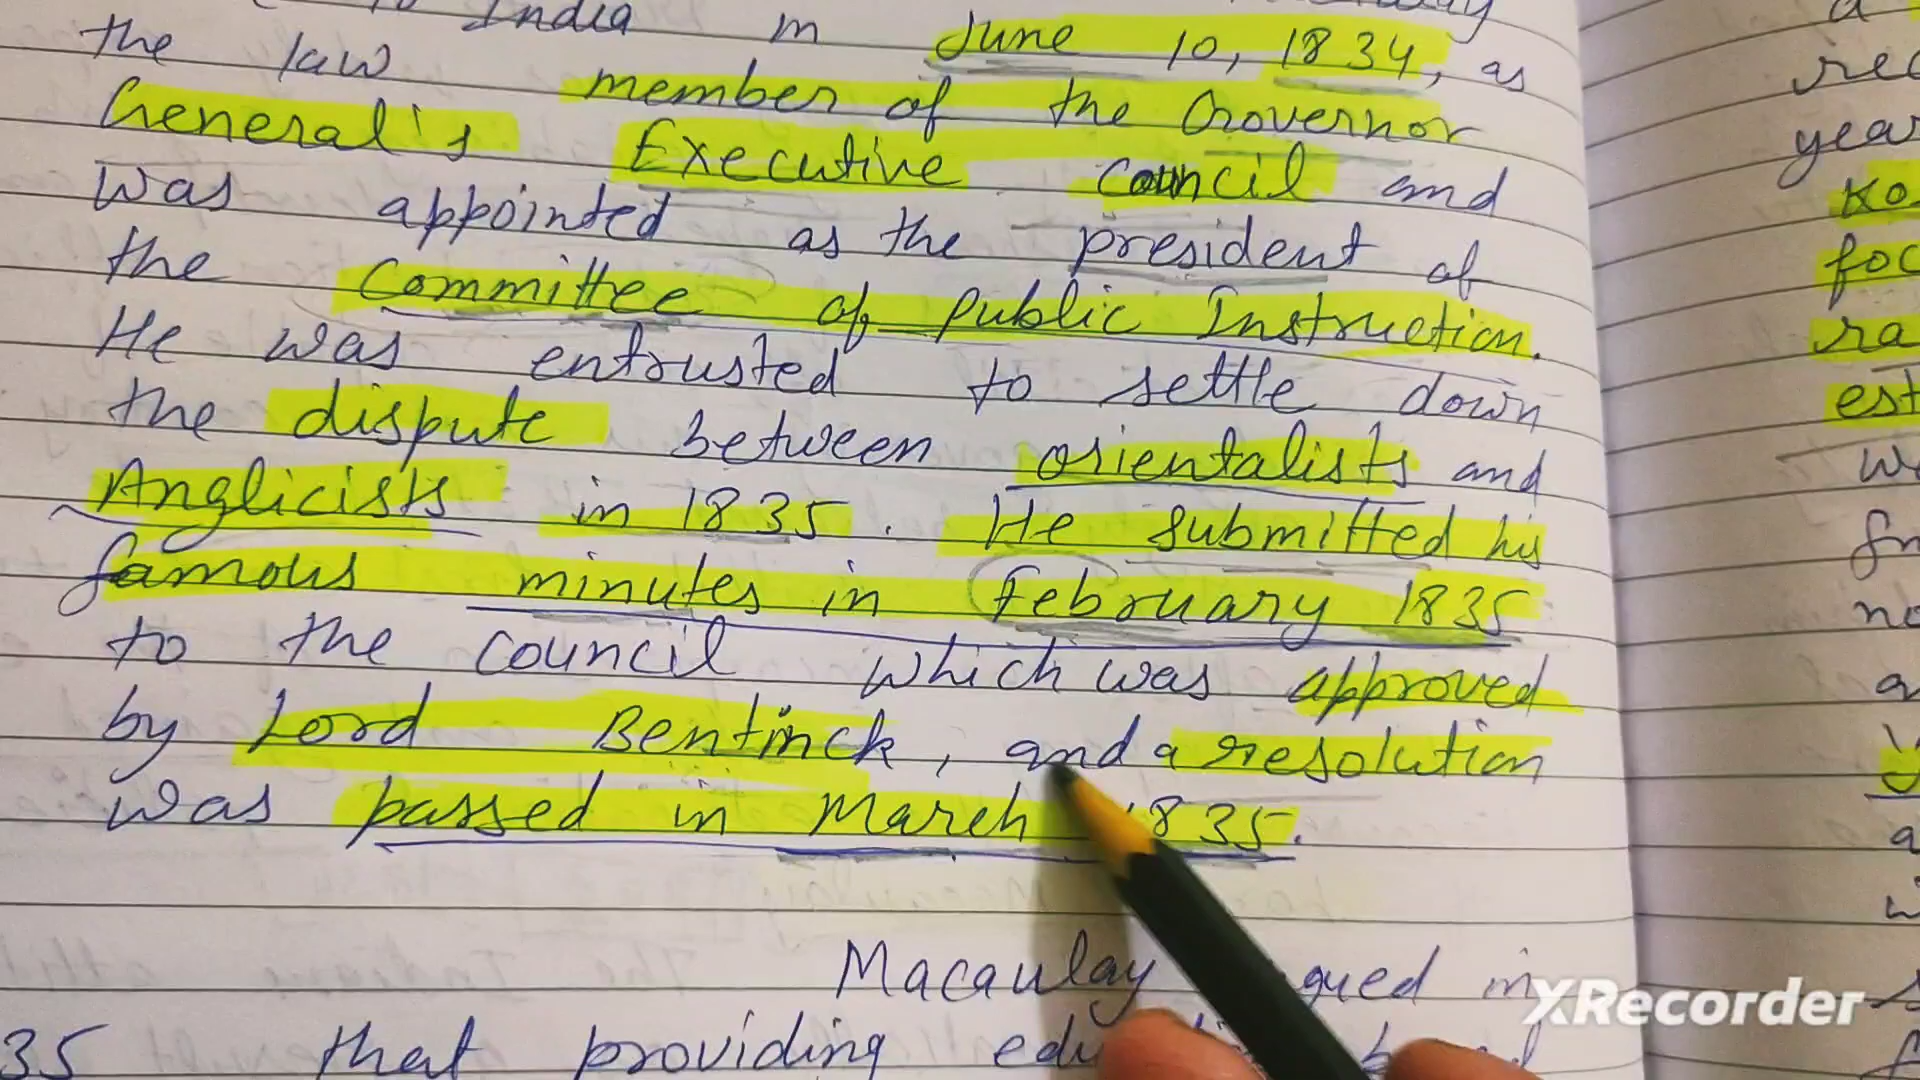 to India in June 10, 1834, as
the law member of the Governor
General's Executive council and
was appointed as the president of
the Committee of Public Instruction.
He was entrusted to settle down
the dispute between orientalists and
Anglicists in 1835. He submitted his
famous minutes in February 1835
to the council which was approved
by Lord Bentinck, and a resolution
was passed in March 1835.
Macaulay in
35 that providing
XRecorder